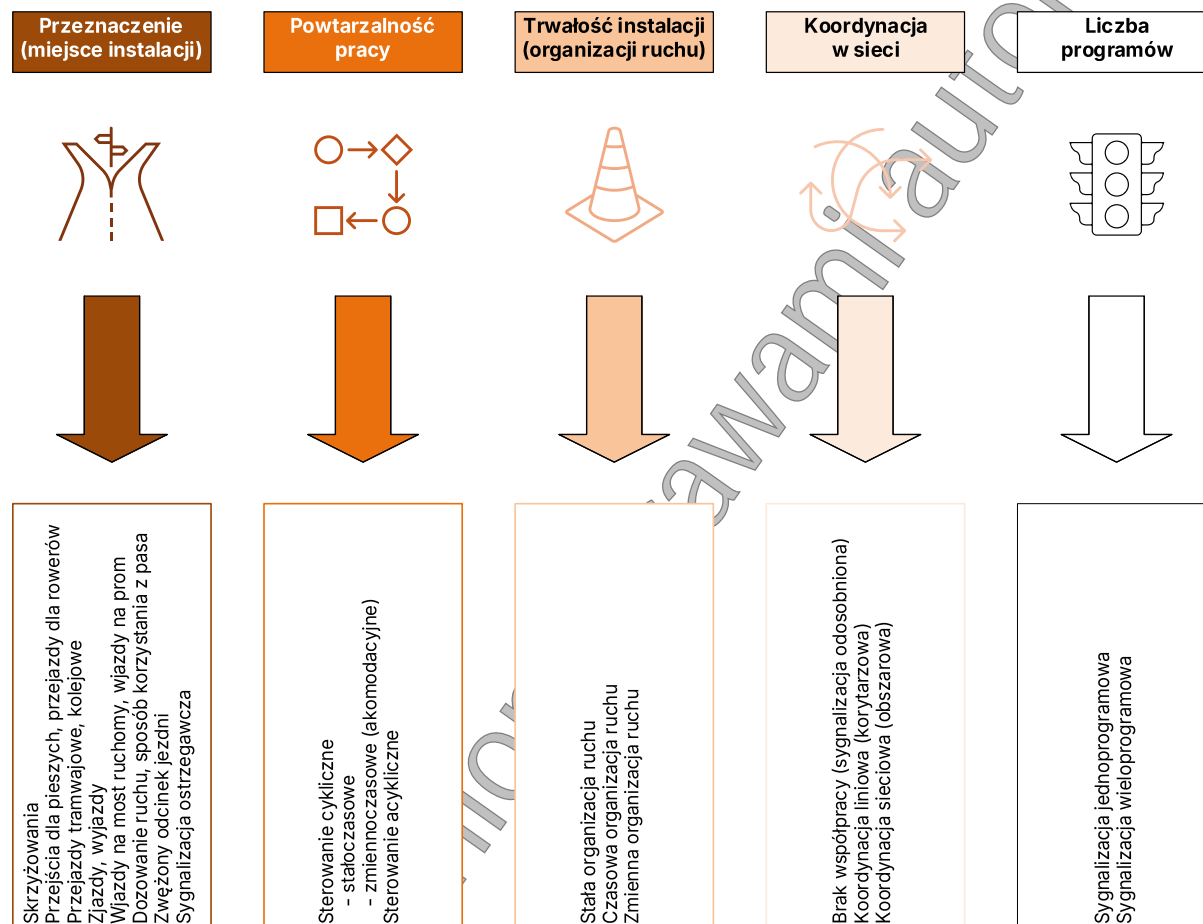 Przeznaczenie
(miejsce instalacji)
Powtarzalność
pracy
Trwałość instalacji
(organizacji ruchu)
Koordynacja
w sieci
Liczba
programów
Skrzyżowania
Przejścia dla pieszych, przejazdy dla rowerów
Przejazdy tramwajowe, kolejowe
Zjazdy, wyjazdy
Wjazdy na most ruchomy, wjazdy na prom
Dozowanie ruchu, sposób korzystania z pasa
Zwężony odcinek jezdni
Sygnalizacja ostrzegawcza
Sterowanie cykliczne
- stałoczasowe
- zmiennoczasowe (akomodacyjne)
Sterowanie acykliczne
Stała organizacja ruchu
Czasowa organizacja ruchu
Zmienna organizacja ruchu
Brak współpracy (sygnalizacja odosobniona)
Koordynacja liniowa (korytarzowa)
Koordynacja sieciowa (obszarowa)
Sygnalizacja jednoprogramowa
Sygnalizacja wieloprogramowa